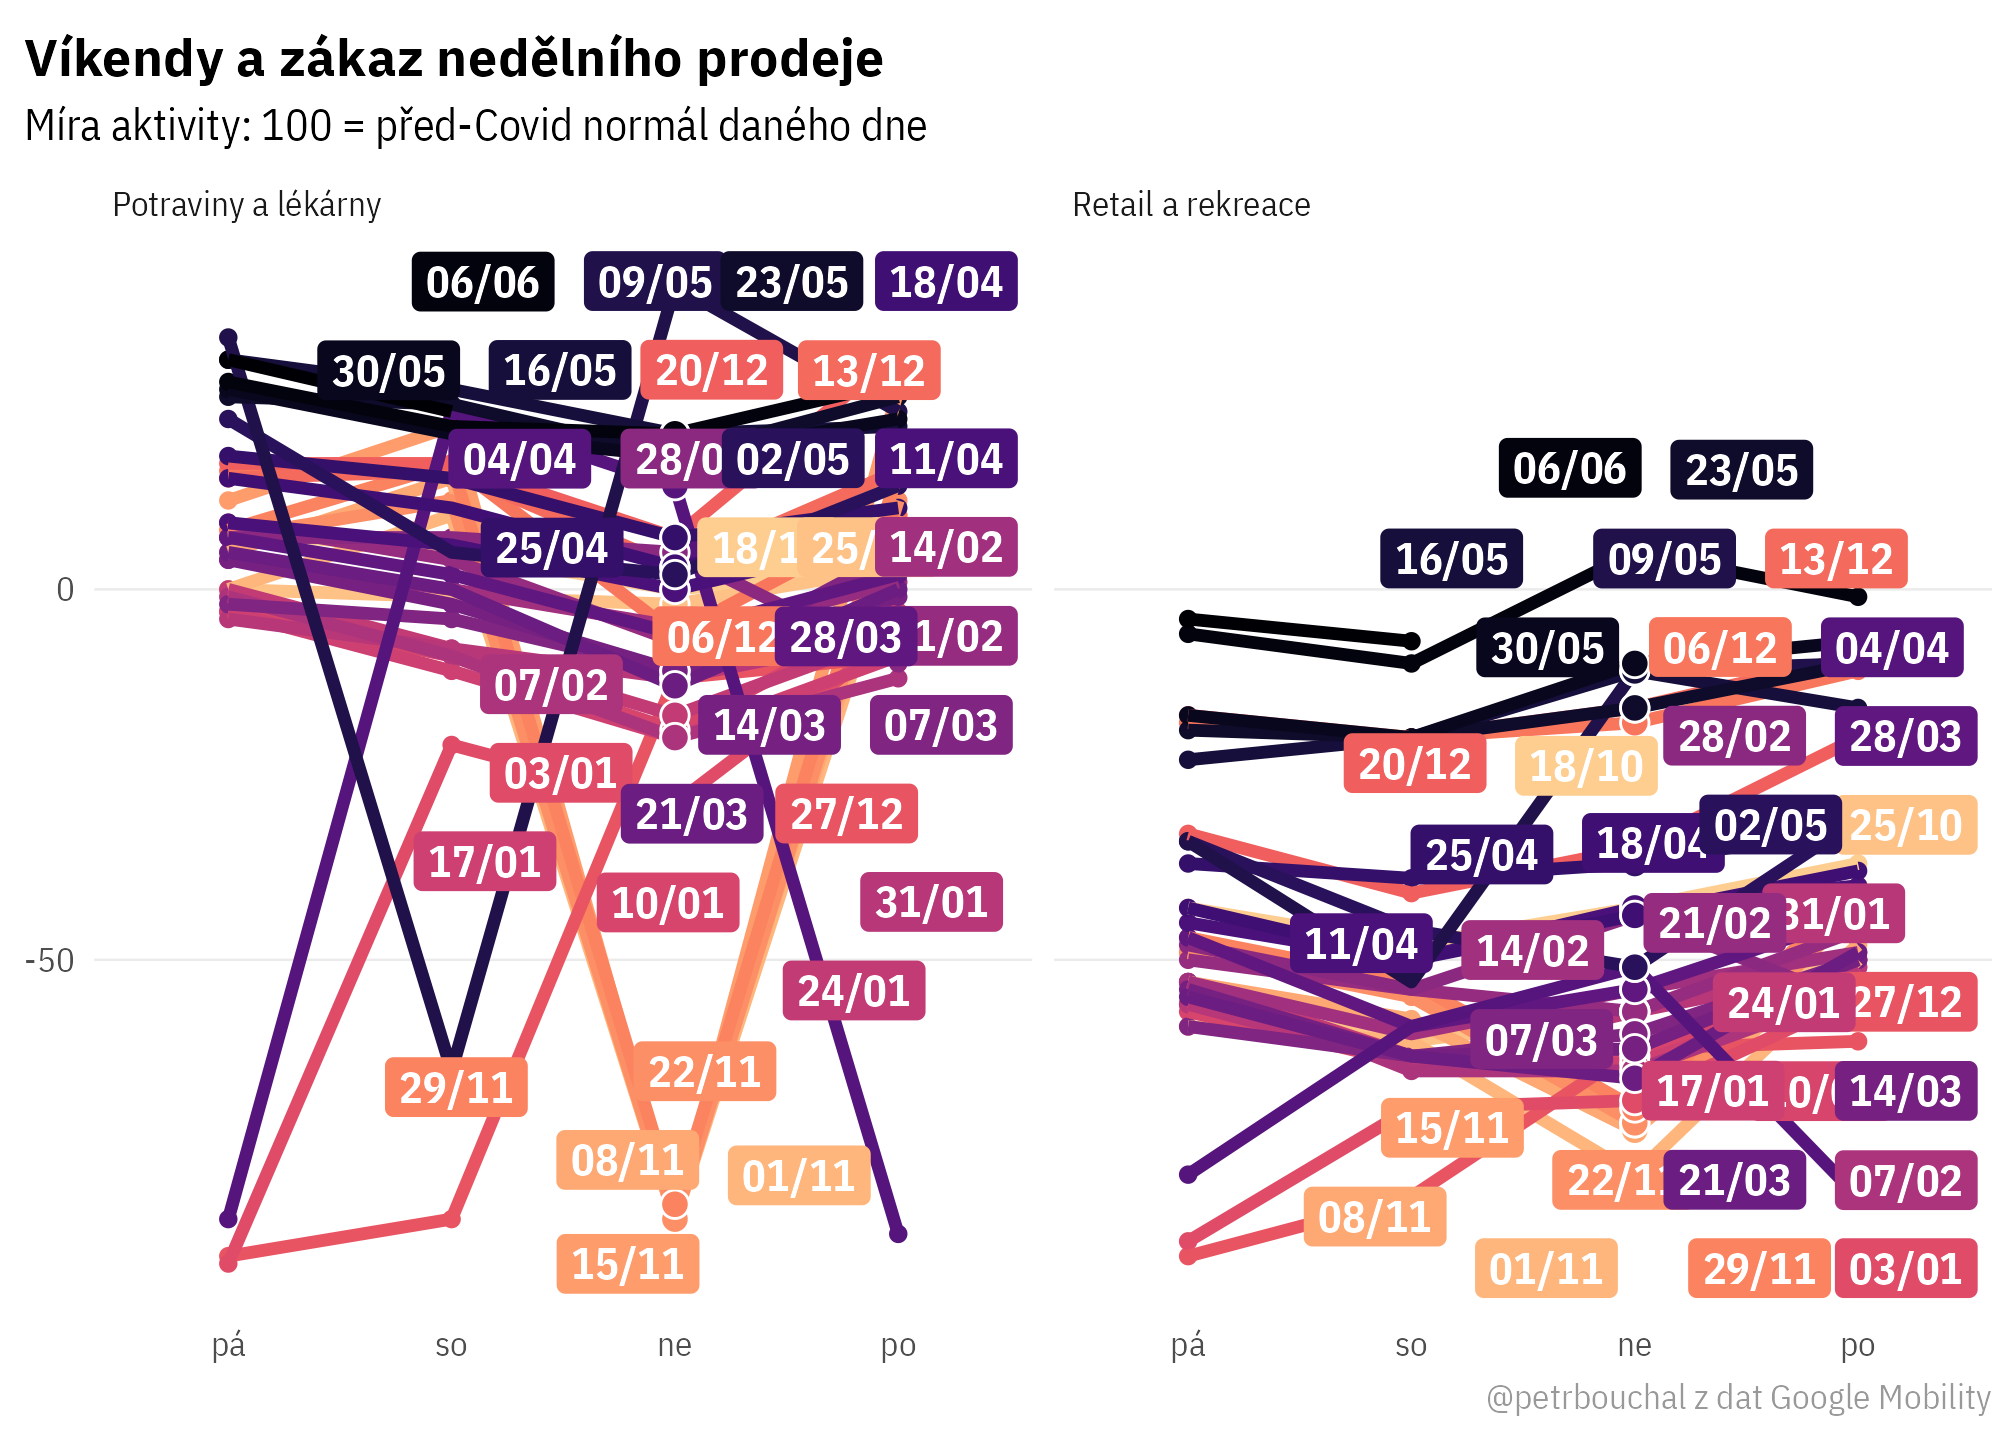 Víkendy a zákaz nedělního prodeje
Míra aktivity: 100 = před-Covid normál daného dne
Potraviny a lékárny
Retail a rekreace
06/06 09/05 23/05 18/04
30/05 16/05 20/12 13/12
04/04 28/0 02/05 11/04
25/04 18/1 25/ 14/02
0
06/12 28/03 1/02
07/02
14/03 07/03
03/01
21/03 27/12
17/01
10/01 31/01
-50
24/01
29/11
22/11
08/11
01/11
15/11
06/06 23/05
16/05 09/05 13/12
30/05 06/12 04/04
28/02 28/03
20/12 18/10
02/05 25/10
25/04 18/04
31/01
11/04 14/02 21/02
24/01 27/12
07/03
17/01 0/0 14/03
15/11
22/11 21/03 07/02
08/11
01/11 29/11 03/01
pá so ne po
pá so ne po
@petrbouchal z dat Google Mobility